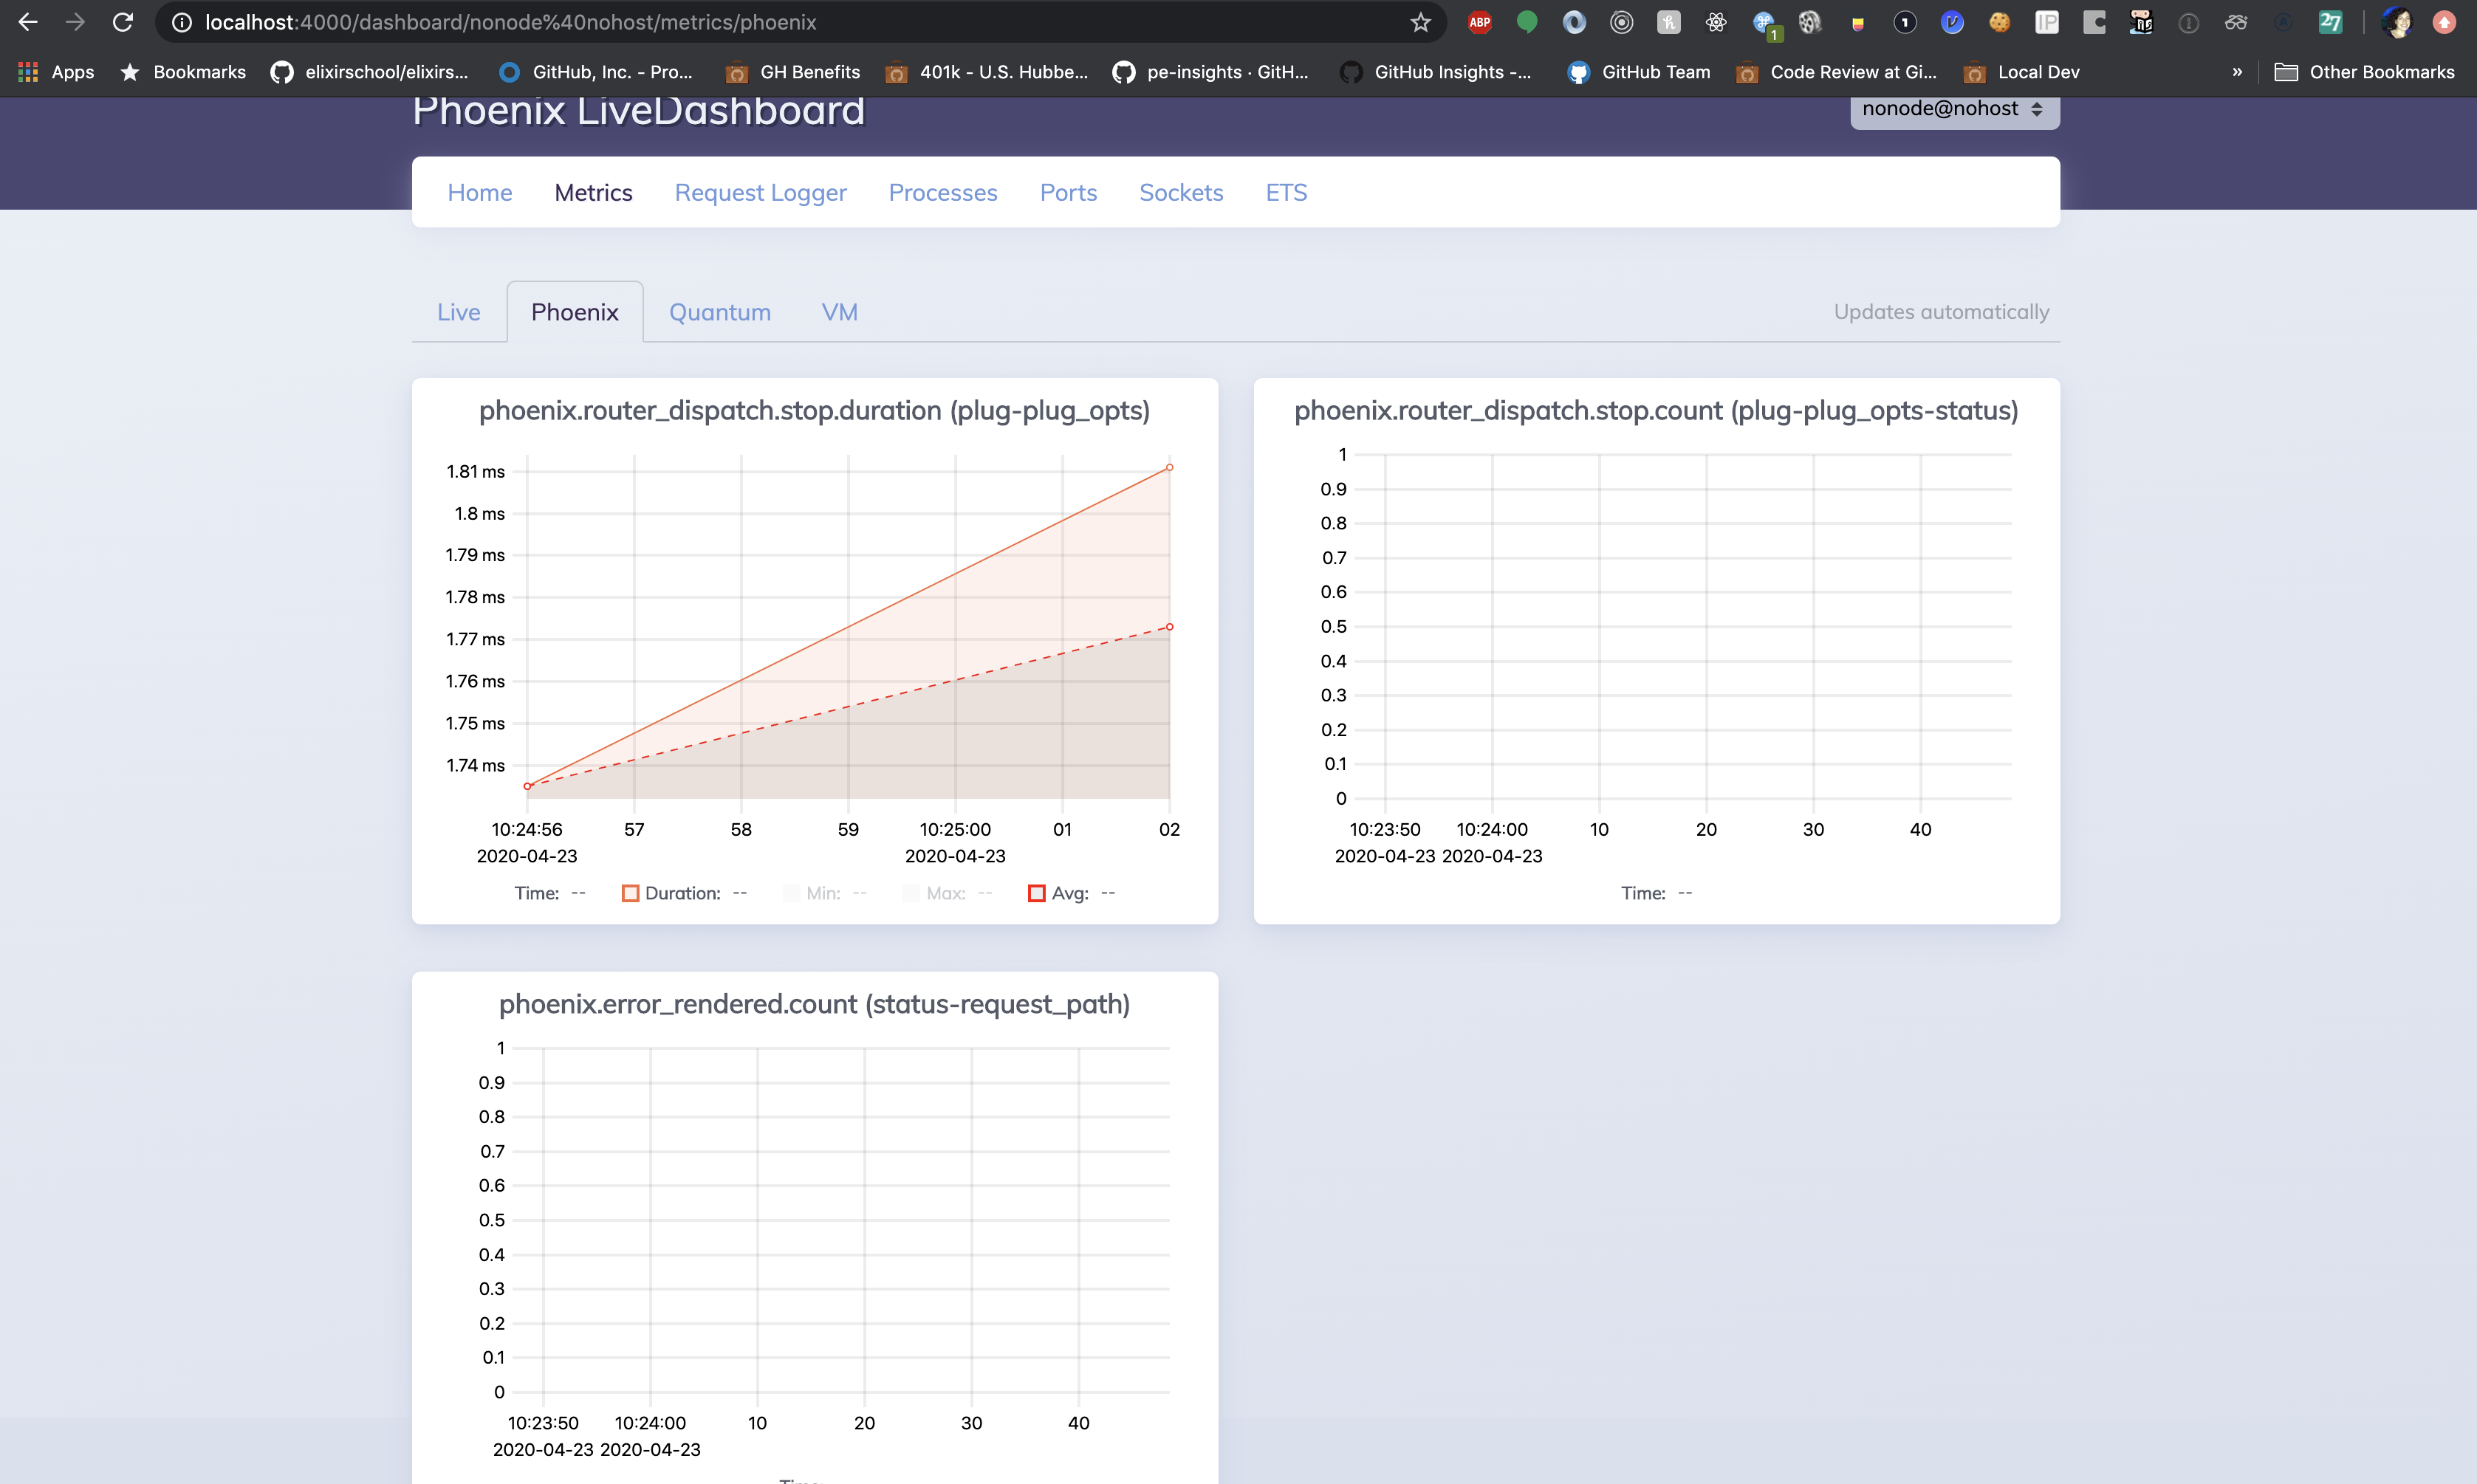 localhost:4000/dashboard/nonode%40nohost/metrics/phoenix
ABP
1
27
Apps Bookmarks elixirschool/elixirs... GitHub, Inc. - Pro... GH Benefits 401k - U.S. Hubbe... pe-insights · GitH... GitHub Insights -... GitHub Team Code Review at Gi... Local Dev » Other Bookmarks
Phoenix LiveDashboard
nonode@nohost
Home Metrics Request Logger Processes Ports Sockets ETS
Live Phoenix Quantum VM
Updates automatically
phoenix.router_dispatch.stop.duration (plug-plug_opts)
1.81 ms
1.8 ms
1.79 ms
1.78 ms
1.77 ms
1.76 ms
1.75 ms
1.74 ms
10:24:56 57 58 59 10:25:00 01 02
2020-04-23 2020-04-23
Time: -- Duration: -- Min: -- Max: -- Avg: --
phoenix.router_dispatch.stop.count (plug-plug_opts-status)
1
0.9
0.8
0.7
0.6
0.5
0.4
0.3
0.2
0.1
0
10:23:50 10:24:00 10 20 30 40
2020-04-23 2020-04-23
Time: --
phoenix.error_rendered.count (status-request_path)
1
0.9
0.8
0.7
0.6
0.5
0.4
0.3
0.2
0.1
0
10:23:50 10:24:00 10 20 30 40
2020-04-23 2020-04-23